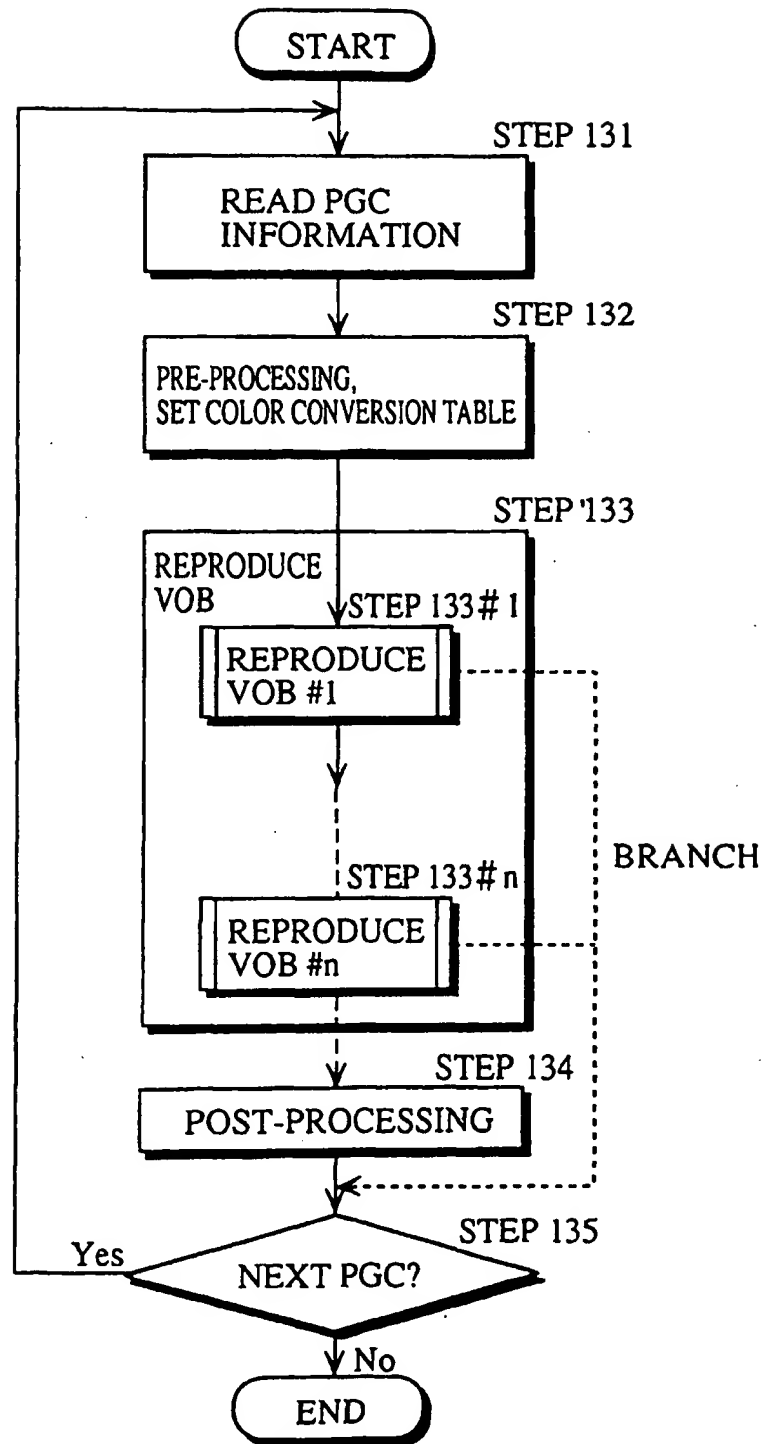 START
STEP 131
READ PGC
INFORMATION
STEP 132
PRE-PROCESSING,
SET COLOR CONVERSION TABLE
STEP '133
REPRODUCE
VOB
STEP 133#1
REPRODUCE
VOB #1
BRANCH
STEP 133#n
REPRODUCE
VOB #n
STEP 134
POST-PROCESSING
STEP 135
Yes
NEXT PGC?
No
END